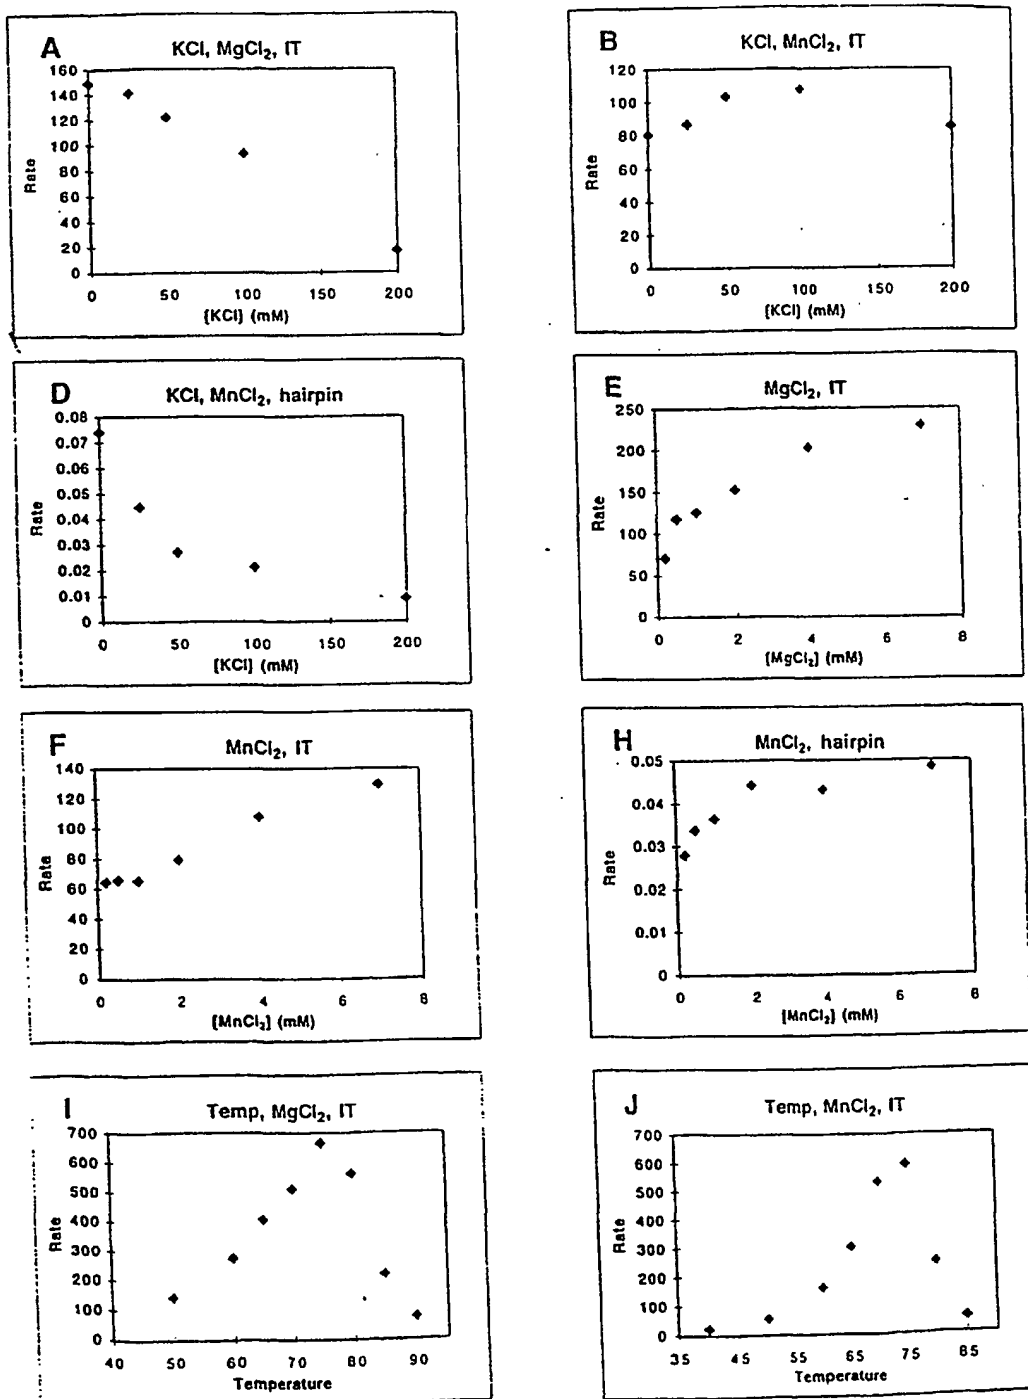 A
KCl, MgCl₂, IT
160
140
120
100
80
60
40
20
0
Rate
0 50 100 150 200
[KCl] (mM)
B
KCl, MnCl₂, IT
120
100
80
60
40
20
0
Rate
0 50 100 150 200
[KCl] (mM)
D
KCl, MnCl₂, hairpin
0.08
0.07
0.06
0.05
0.04
0.03
0.02
0.01
0
Rate
0 50 100 150 200
[KCl] (mM)
E
MgCl₂, IT
250
200
150
100
50
0
Rate
0 2 4 6 8
[MgCl₂] (mM)
F
MnCl₂, IT
140
120
100
80
60
40
20
0
Rate
0 2 4 6 8
[MnCl₂] (mM)
H
MnCl₂, hairpin
0.05
0.04
0.03
0.02
0.01
0
Rate
0 2 4 6 8
[MnCl₂] (mM)
I
Temp, MgCl₂, IT
700
600
500
400
300
200
100
0
Rate
40 50 60 70 80 90
Temperature
J
Temp, MnCl₂, IT
700
600
500
400
300
200
100
0
Rate
35 45 55 65 75 85
Temperature